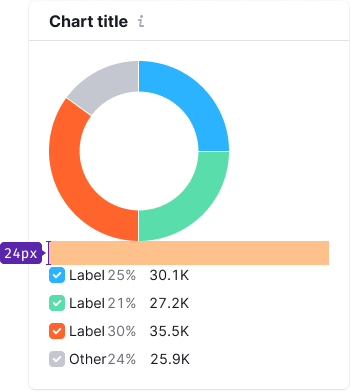 Chart title
24px
Label 25% 30.1K
Label 21% 27.2K
Label 30% 35.5K
Other 24% 25.9K